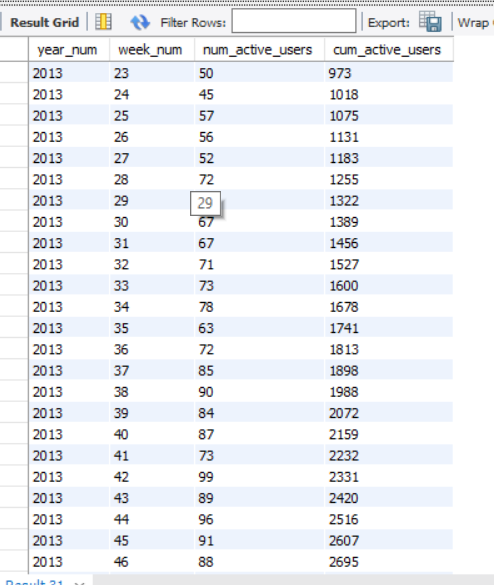 Result Grid Filter Rows: Export: Wrap
year_num week_num num_active_users cum_active_users
2013 23 50 973
2013 24 45 1018
2013 25 57 1075
2013 26 56 1131
2013 27 52 1183
2013 28 72 1255
2013 29 29 1322
2013 30 67 1389
2013 31 67 1456
2013 32 71 1527
2013 33 73 1600
2013 34 78 1678
2013 35 63 1741
2013 36 72 1813
2013 37 85 1898
2013 38 90 1988
2013 39 84 2072
2013 40 87 2159
2013 41 73 2232
2013 42 99 2331
2013 43 89 2420
2013 44 96 2516
2013 45 91 2607
2013 46 88 2695
Result 31